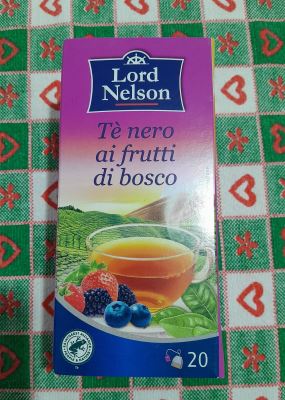 Lord
Nelson
Tè nero
ai frutti
di bosco
20